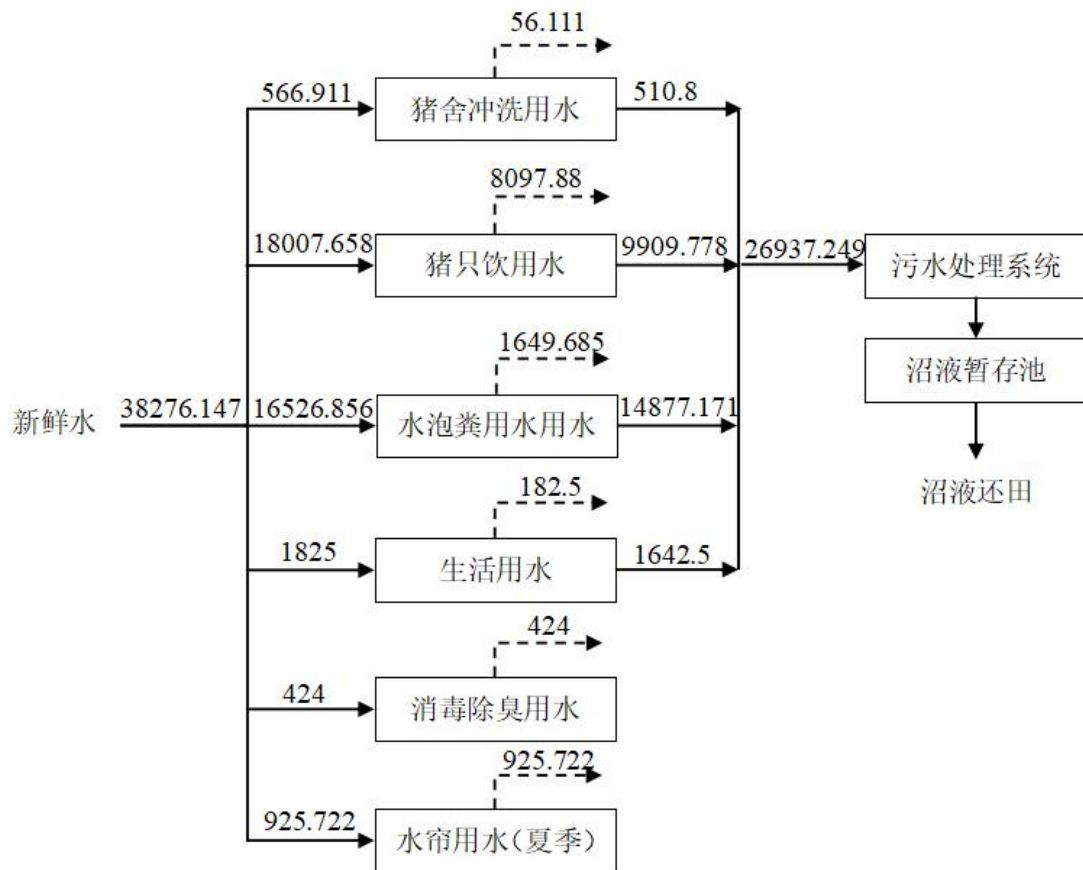 56.111
566.911
猪舍冲洗用水
510.8
8097.88
18007.658
猪只饮用水
9909.778
26937.249
污水处理系统
1649.685
沼液暂存池
新鲜水
38276.147
16526.856
水泡粪用水用水
14877.171
沼液还田
182.5
1825
生活用水
1642.5
424
424
消毒除臭用水
925.722
925.722
水帘用水（夏季）